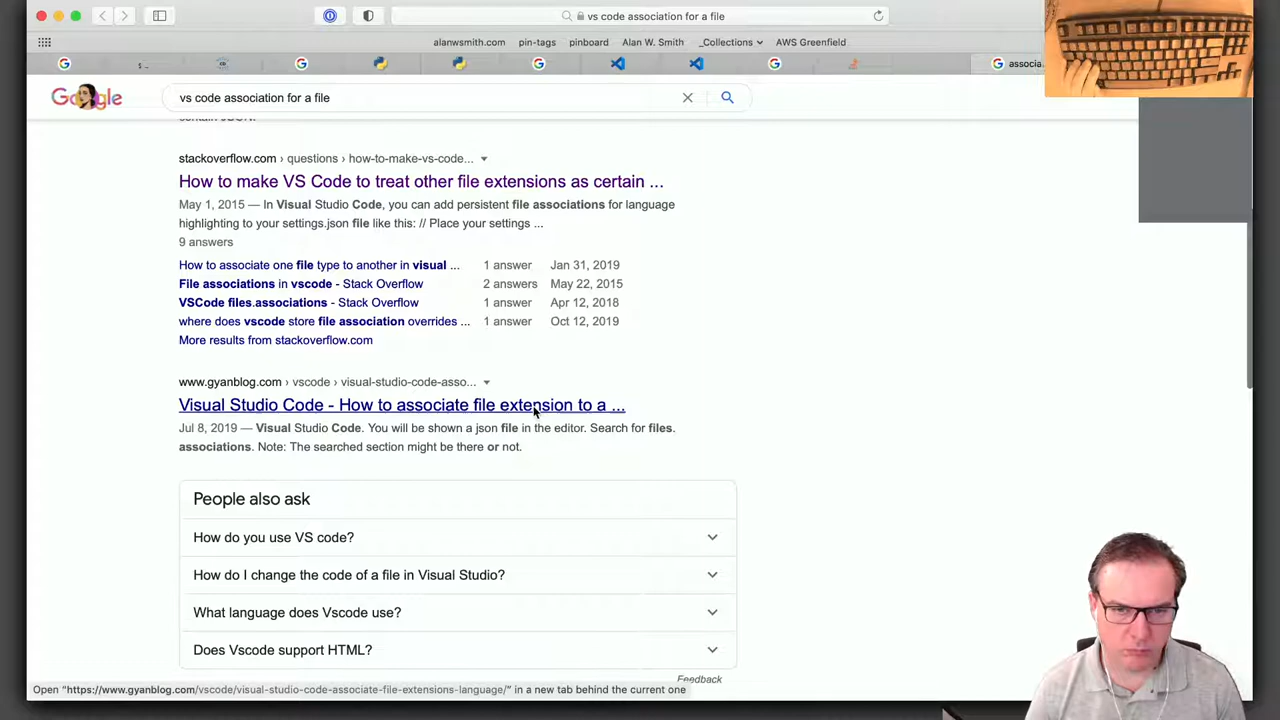 vs code association for a file
alanwsmith.com pin-tags pinboard Alan W. Smith _Collections AWS Greenfield
associa...
Google vs code association for a file
stackoverflow.com › questions › how-to-make-vs-code...
How to make VS Code to treat other file extensions as certain ...
May 1, 2015 — In Visual Studio Code, you can add persistent file associations for language
highlighting to your settings.json file like this: // Place your settings ...
9 answers
How to associate one file type to another in visual ... 1 answer Jan 31, 2019
File associations in vscode - Stack Overflow 2 answers May 22, 2015
VSCode files.associations - Stack Overflow 1 answer Apr 12, 2018
where does vscode store file association overrides ... 1 answer Oct 12, 2019
More results from stackoverflow.com
www.gyanblog.com › vscode › visual-studio-code-asso...
Visual Studio Code - How to associate file extension to a ...
Jul 8, 2019 — Visual Studio Code. You will be shown a json file in the editor. Search for files.
associations. Note: The searched section might be there or not.
People also ask
How do you use VS code?
How do I change the code of a file in Visual Studio?
What language does Vscode use?
Does Vscode support HTML?
Feedback
Open "https://www.gyanblog.com/vscode/visual-studio-code-associate-file-extensions-language/" in a new tab behind the current one